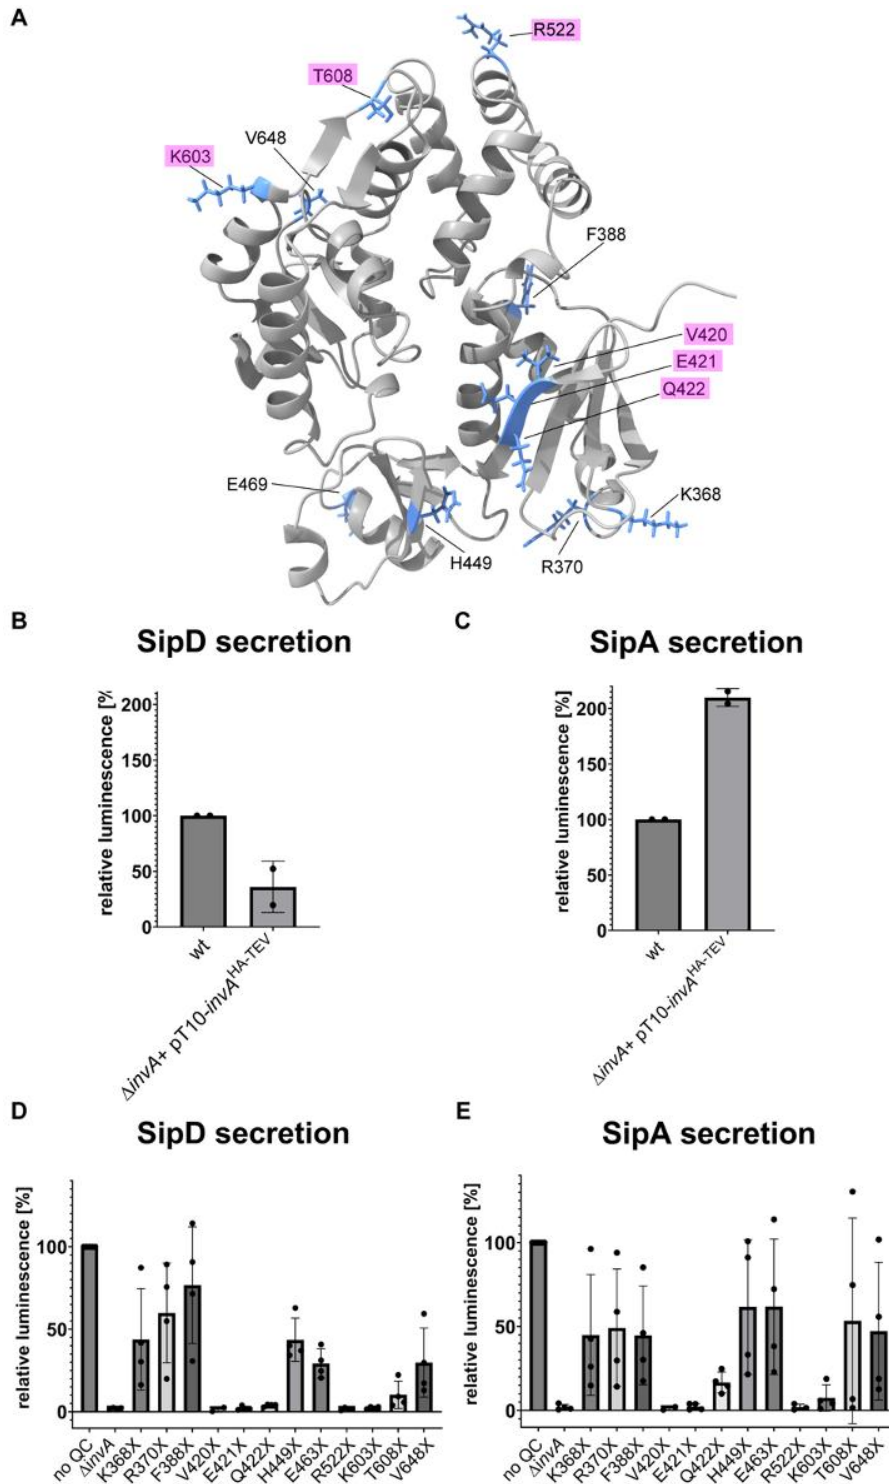 A
R522
T608
V648
K603
F388
V420
E421
Q422
E469
K368
H449
R370
B
SipD secretion
relative luminescence [%]
200
150
100
50
0
wt
ΔinvA+ pT10-invA^HA-TEV
C
SipA secretion
relative luminescence [%]
200
150
100
50
0
wt
ΔinvA+ pT10-invA^HA-TEV
D
SipD secretion
relative luminescence [%]
100
50
0
no QC
ΔinvA
K368X
R370X
F388X
V420X
E421X
Q422X
H449X
E463X
R522X
K603X
T608X
V648X
E
SipA secretion
relative luminescence [%]
100
50
0
no QC
ΔinvA
K368X
R370X
F388X
V420X
E421X
Q422X
H449X
E463X
R522X
K603X
T608X
V648X